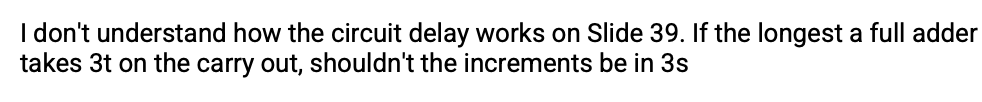 I don't understand how the circuit delay works on Slide 39. If the longest a full adder
takes 3t on the carry out, shouldn't the increments be in 3s